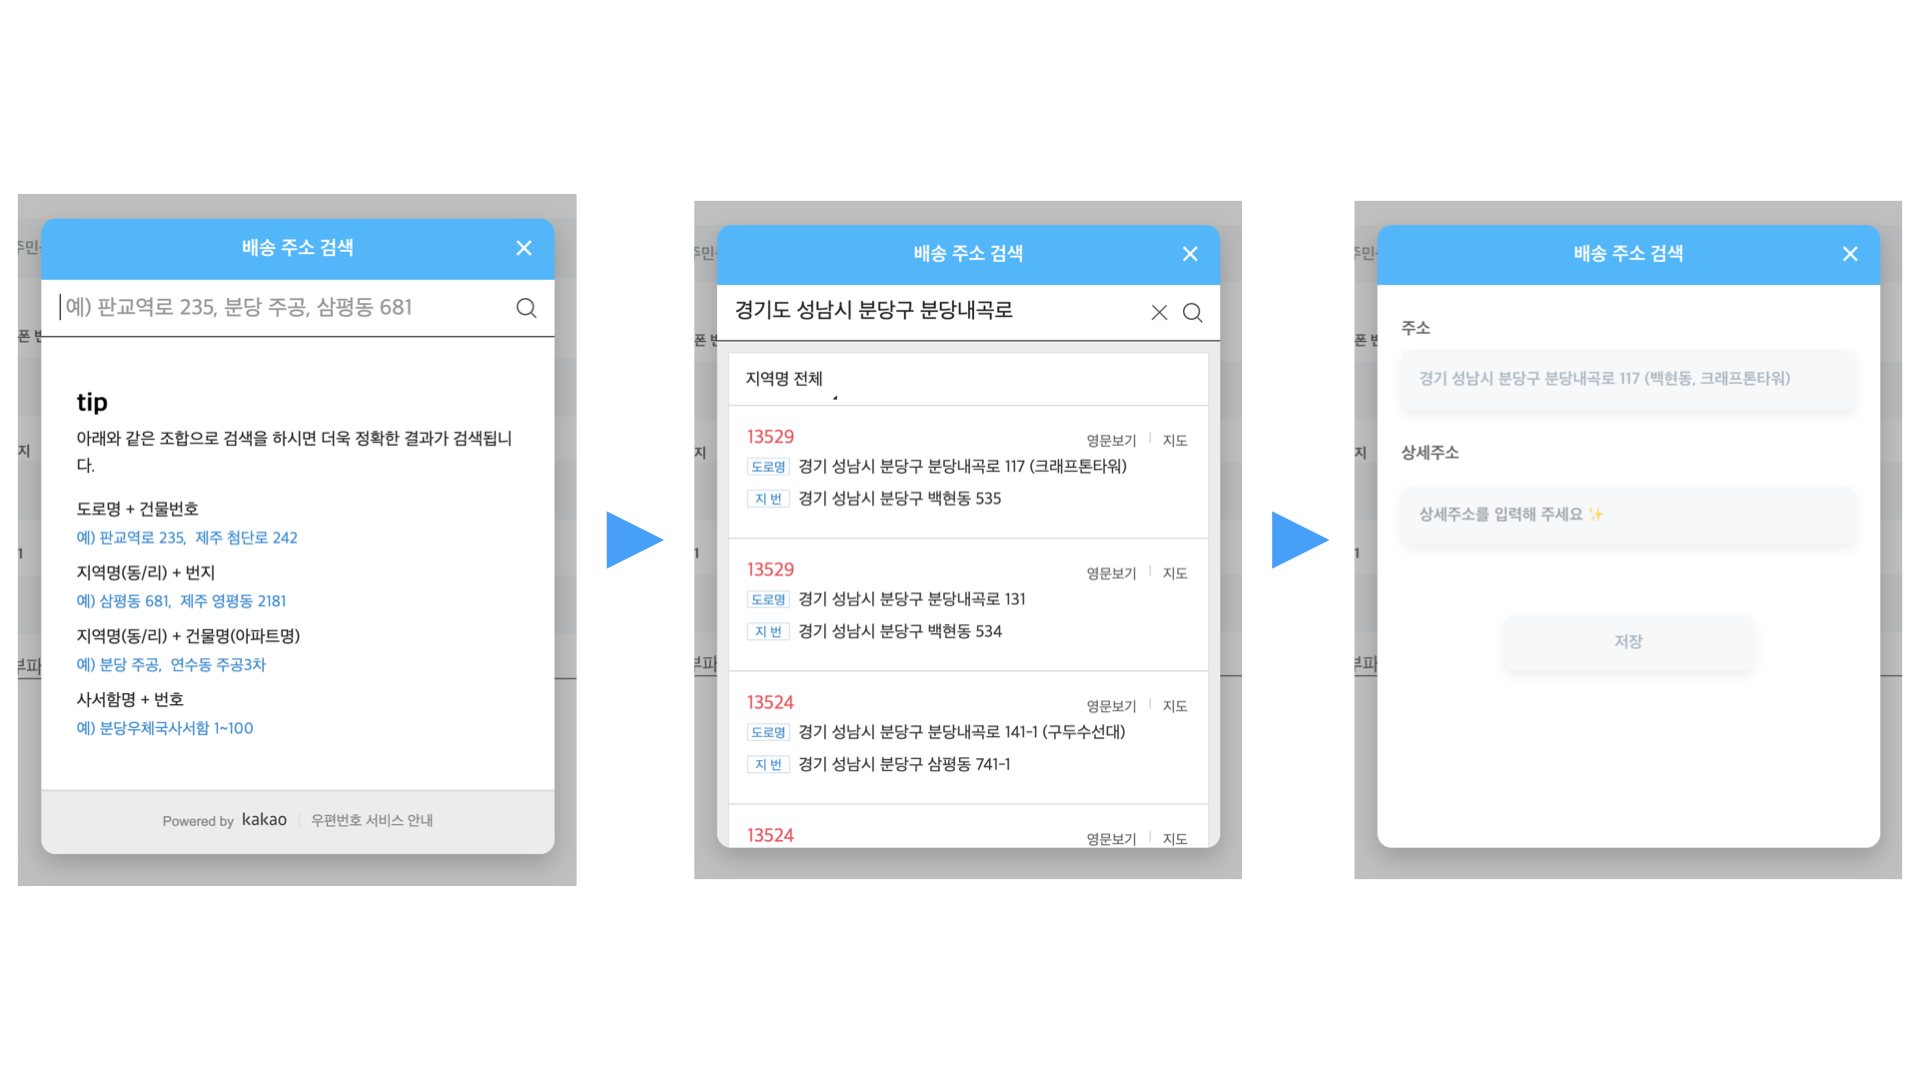 배송 주소 검색
예) 판교역로 235, 분당 주공, 삼평동 681
tip
아래와 같은 조합으로 검색을 하시면 더욱 정확한 결과가 검색됩니
다.
도로명 + 건물번호
예) 판교역로 235, 제주 첨단로 242
지역명(동/리) + 번지
예) 삼평동 681, 제주 영평동 2181
지역명(동/리) + 건물명(아파트명)
예) 분당 주공, 연수동 주공3차
사서함명 + 번호
예) 분당우체국사서함 1~100
Powered by kakao 우편번호 서비스 안내
배송 주소 검색
경기도 성남시 분당구 분당내곡로
지역명 전체
13529 영문보기 지도
도로명 경기 성남시 분당구 분당내곡로 117 (크래프톤타워)
지번 경기 성남시 분당구 백현동 535
13529 영문보기 지도
도로명 경기 성남시 분당구 분당내곡로 131
지번 경기 성남시 분당구 백현동 534
13524 영문보기 지도
도로명 경기 성남시 분당구 분당내곡로 141-1 (구두수선대)
지번 경기 성남시 분당구 삼평동 741-1
13524 영문보기 지도
배송 주소 검색
주소
경기 성남시 분당구 분당내곡로 117 (백현동, 크래프톤타워)
상세주소
상세주소를 입력해 주세요 ✨
저장